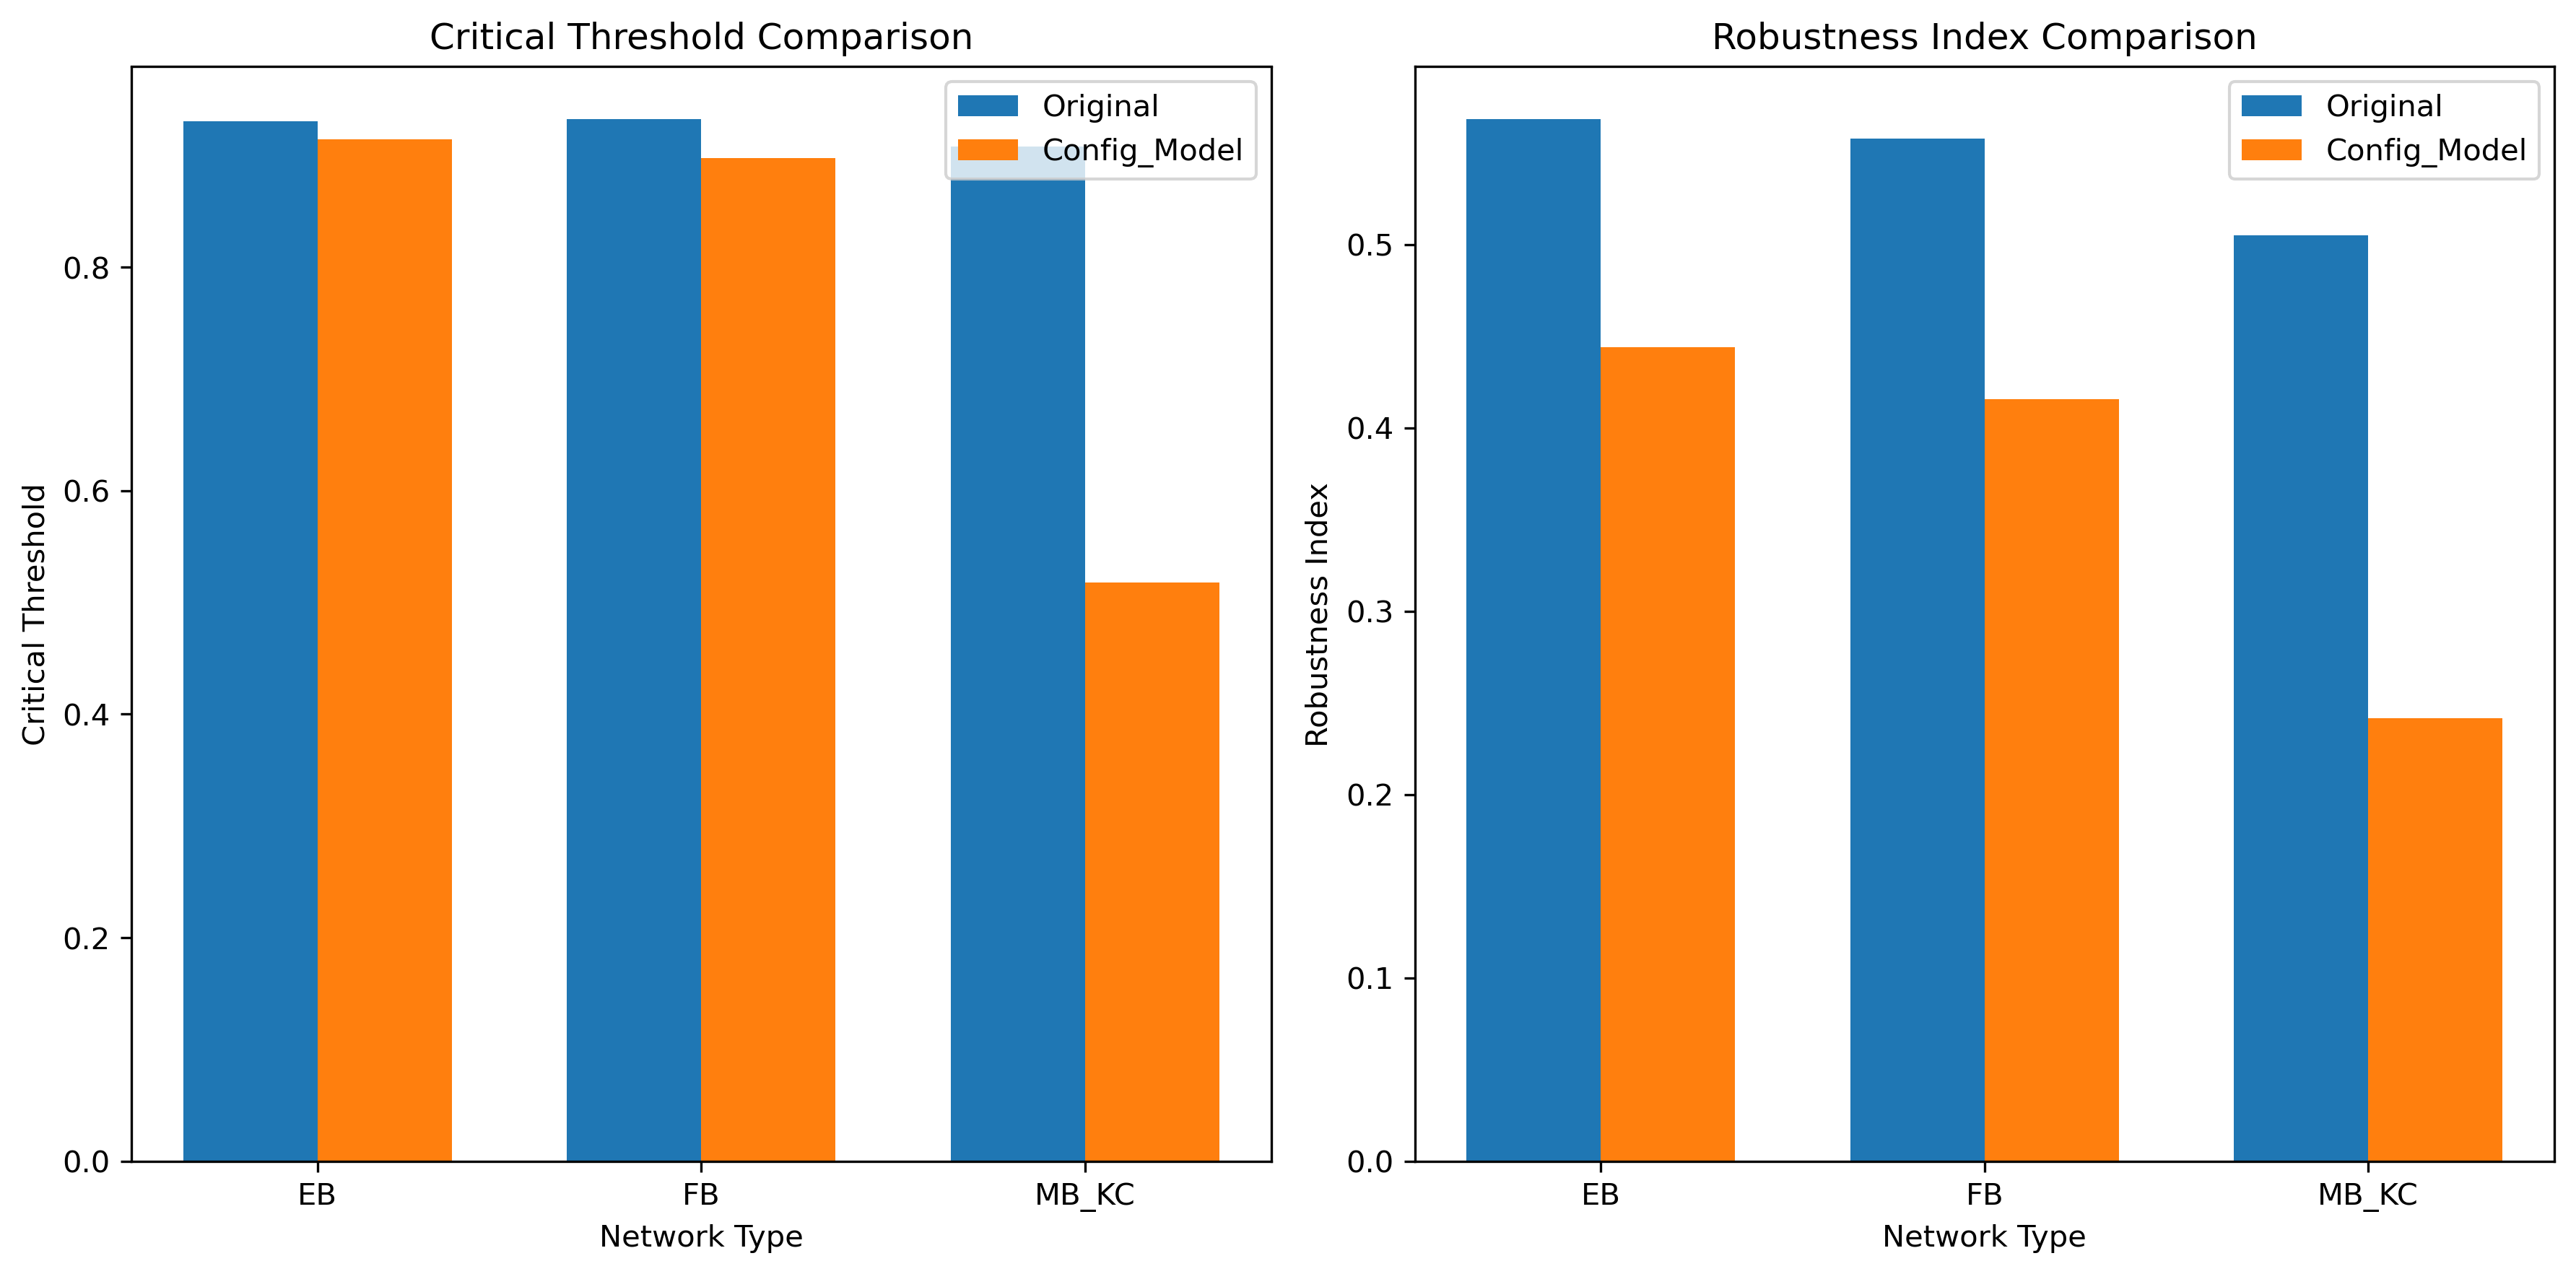 Critical Threshold Comparison
Critical Threshold
0.8
0.6
0.4
0.2
0.0
Original
Config_Model
EB
FB
MB_KC
Network Type
Robustness Index Comparison
Robustness Index
0.5
0.4
0.3
0.2
0.1
0.0
Original
Config_Model
EB
FB
MB_KC
Network Type